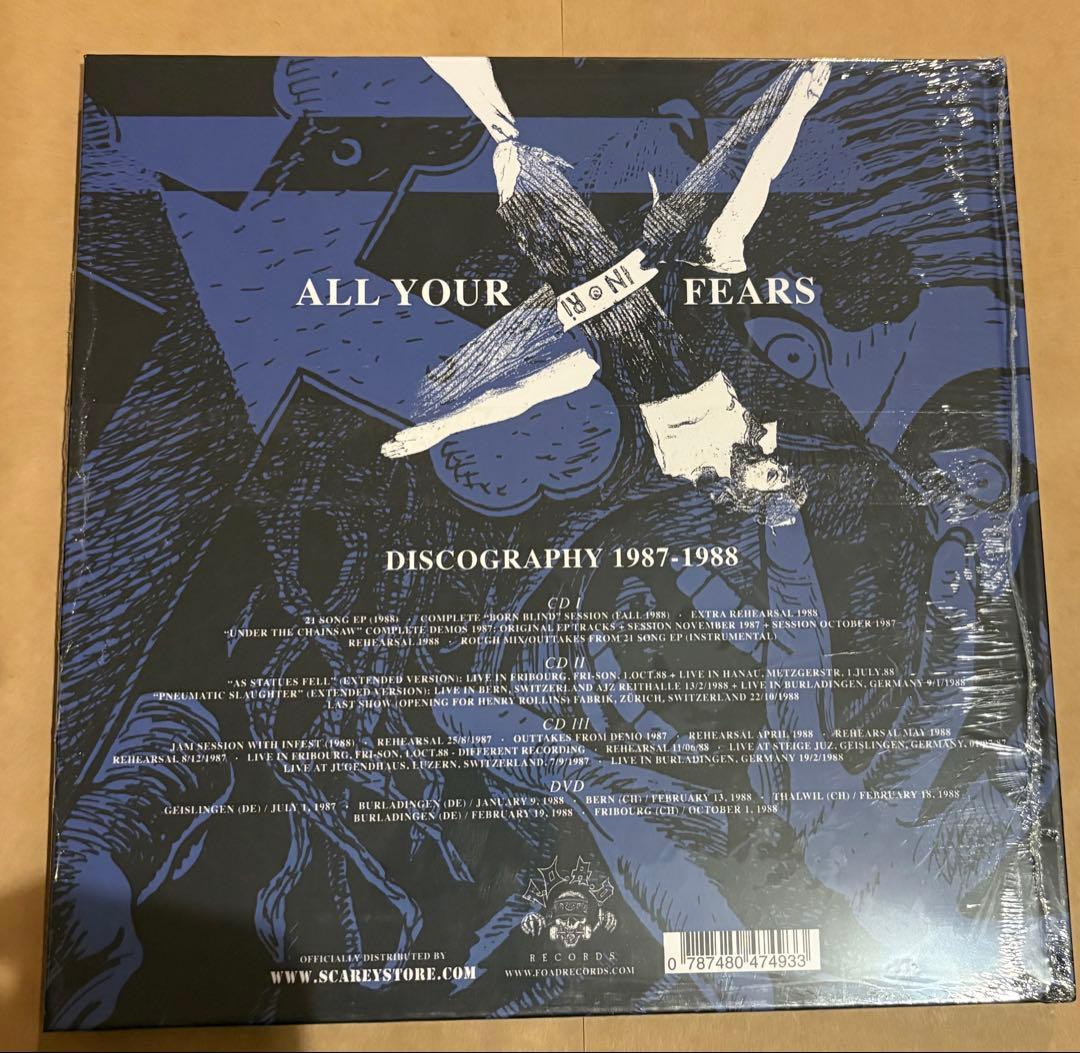 ALL YOUR FEARS
IN RI
DISCOGRAPHY 1987-1988
CD I
21 SONG EP (1988) · COMPLETE "BORN BLIND" SESSION (FALL 1988) · EXTRA REHEARSAL 1988
"UNDER THE CHAINSAW" COMPLETE DEMOS 1987: ORIGINAL EP TRACKS + SESSION NOVEMBER 1987 + SESSION OCTOBER 1987
REHEARSAL 1988 · ROUGH MIX/OUTTAKES FROM 21 SONG EP (INSTRUMENTAL)
CD II
"AS STATUES FELL" (EXTENDED VERSION): LIVE IN FRIBOURG, FRI-SON, 1.OCT.88 + LIVE IN HANAU, METZGERSTR, 1.JULY.88
"PNEUMATIC SLAUGHTER" (EXTENDED VERSION): LIVE IN BERN, SWITZERLAND AJZ REITHALLE 13/2/1988 + LIVE IN BURLADINGEN, GERMANY 9/1/1988
LAST SHOW (OPENING FOR HENRY ROLLINS) FABRIK, ZÜRICH, SWITZERLAND 22/10/1988
CD III
JAM SESSION WITH INFEST (1988) · REHEARSAL 25/8/1987 · OUTTAKES FROM DEMO 1987 · REHEARSAL APRIL 1988 · REHEARSAL MAY 1988
REHEARSAL 8/12/1987 · LIVE IN FRIBOURG, FRI-SON, 1.OCT.88 - DIFFERENT RECORDING · REHEARSAL 11/06/88 · LIVE AT STEIGE JUZ, GEISLINGEN, GERMANY,
LIVE AT JUGENDHAUS, LUZERN, SWITZERLAND, 7/9/1987 · LIVE IN BURLADINGEN, GERMANY 19/2/1988
DVD
GEISLINGEN (DE) / JULY 1, 1987 · BURLADINGEN (DE) / JANUARY 9, 1988 · BERN (CH) / FEBRUARY 13, 1988 · THALWIL (CH) / FEBRUARY 18, 1988
BURLADINGEN (DE) / FEBRUARY 19, 1988 · FRIBOURG (CH) / OCTOBER 1, 1988
F.O.A.D.
RECORDS
WWW.FOADRECORDS.COM
OFFICIALLY DISTRIBUTED BY
WWW.SCAREYSTORE.COM
0 787480 474933